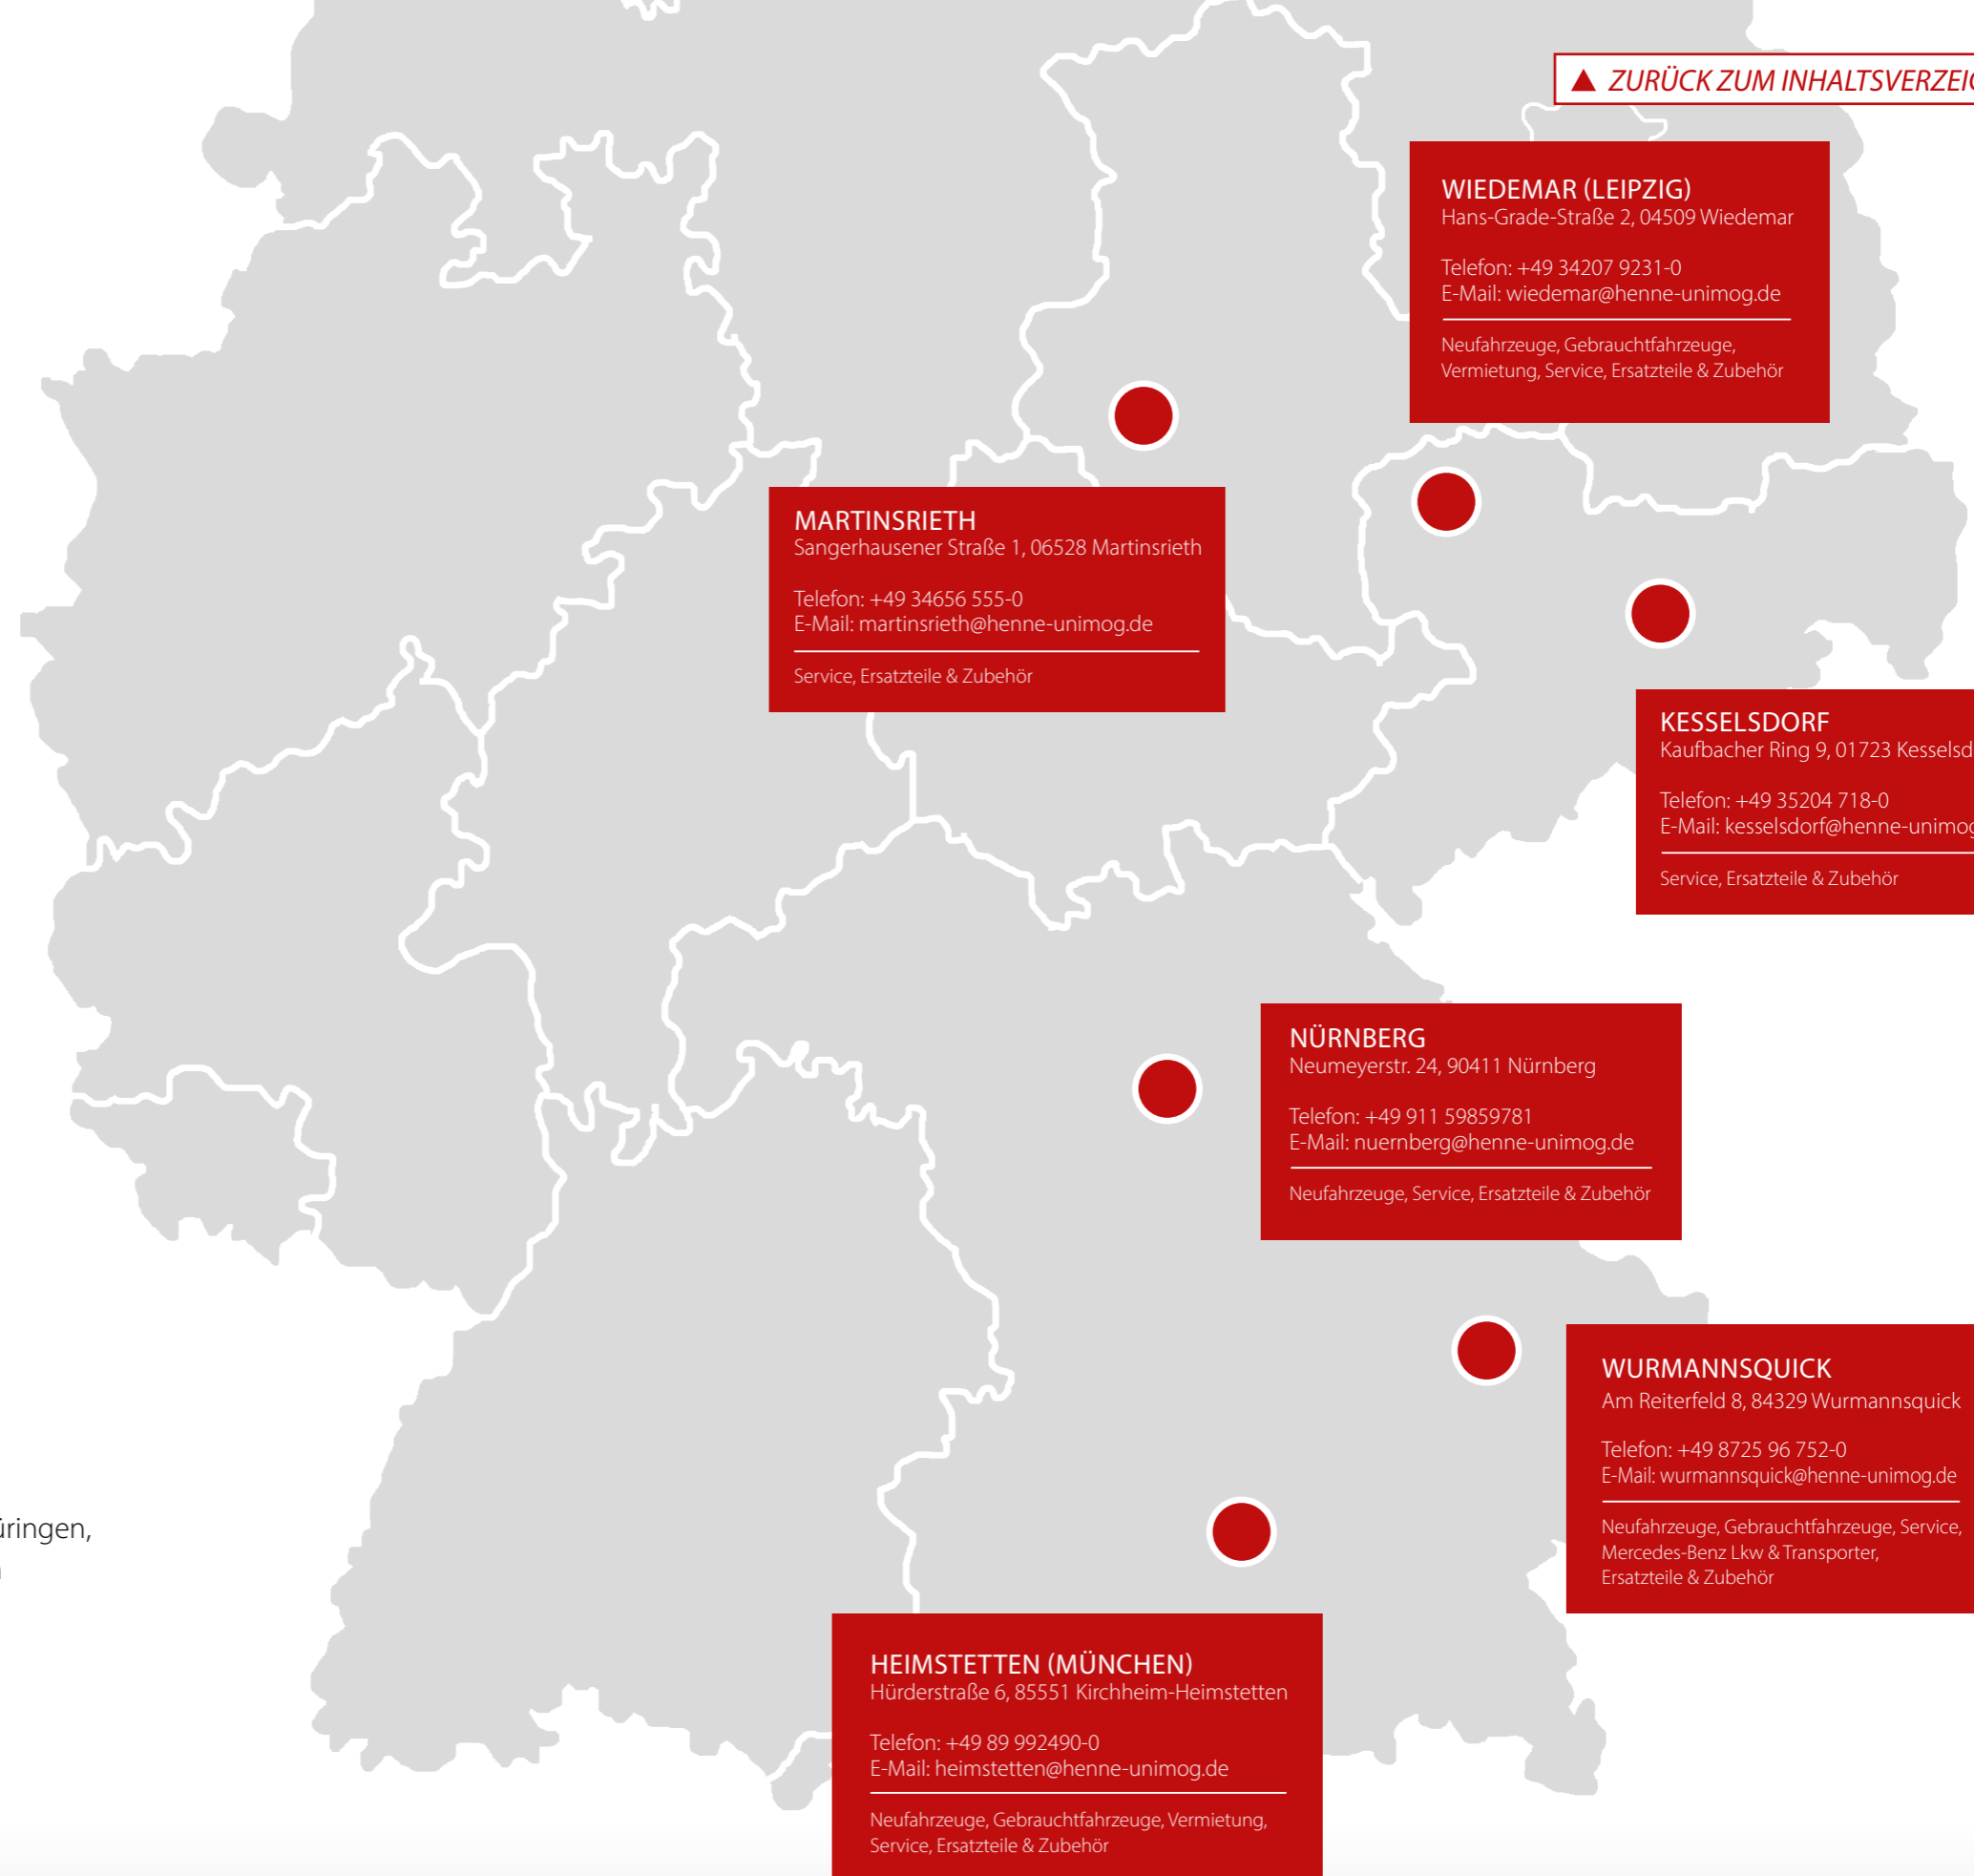 ▲ ZURÜCK ZUM
WIEDEMAR (LEIPZIG)
Hans-Grade-Straße 2, 04509 Wiedemar
Telefon: +49 34207 9231-0
E-Mail: wiedemar@henne-unimog.de
Neufahrzeuge, Gebrauchtfahrzeuge,
Vermietung, Service, Ersatzteile & Zubehör
MARTINSRIETH
Sangerhausener Straße 1, 06528 Martinsrieth
Telefon: +49 34656 555-0
E-Mail: martinsrieth@henne-unimog.de
Service, Ersatzteile & Zubehör
KESSELSDORF
Kaufbacher Ring 9, 01723
Telefon: +49 35204 718-0
E-Mail:
Service, Ersatzteile & Zubehör
NÜRNBERG
Neumeyerstr. 24, 90411 Nürnberg
Telefon: +49 911 59859781
E-Mail: nuernberg@henne-unimog.de
Neufahrzeuge, Service, Ersatzteile & Zubehör
WURMANNSQUICK
Am Reiterfeld 8, 84329 Wurmannsquick
Telefon: +49 8725 96 752-0
E-Mail: wurmannsquick@henne-unimog.de
Neufahrzeuge, Gebrauchtfahrzeuge, Service,
Mercedes-Benz Lkw & Transporter,
Ersatzteile & Zubehör
HEIMSTETTEN (MÜNCHEN)
Hürderstraße 6, 85551 Kirchheim-Heimstetten
Telefon: +49 89 992490-0
E-Mail: heimstetten@henne-unimog.de
Neufahrzeuge, Gebrauchtfahrzeuge, Vermietung,
Service, Ersatzteile & Zubehör